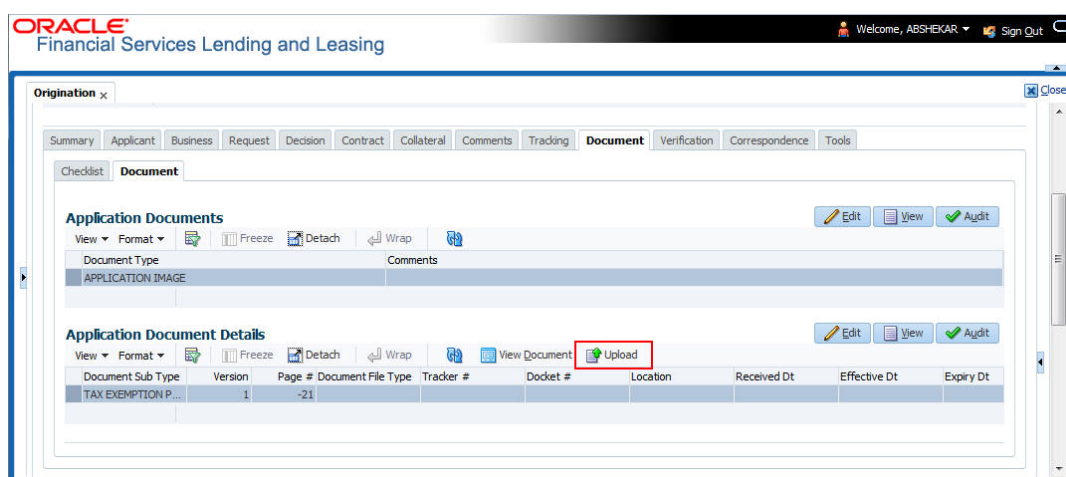 ORACLE
Financial Services Lending and Leasing
Welcome, ABSHEKAR Sign Out
Origination x Close
Summary Applicant Business Request Decision Contract Collateral Comments Tracking Document Verification Correspondence Tools
Checklist Document
Application Documents Edit View Audit
View Format Freeze Detach Wrap
Document Type Comments
APPLICATION IMAGE
Application Document Details Edit View Audit
View Format Freeze Detach Wrap View Document Upload
Document Sub Type Version Page # Document File Type Tracker # Docket # Location Received Dt Effective Dt Expiry Dt
TAX EXEMPTION P... 1 -21